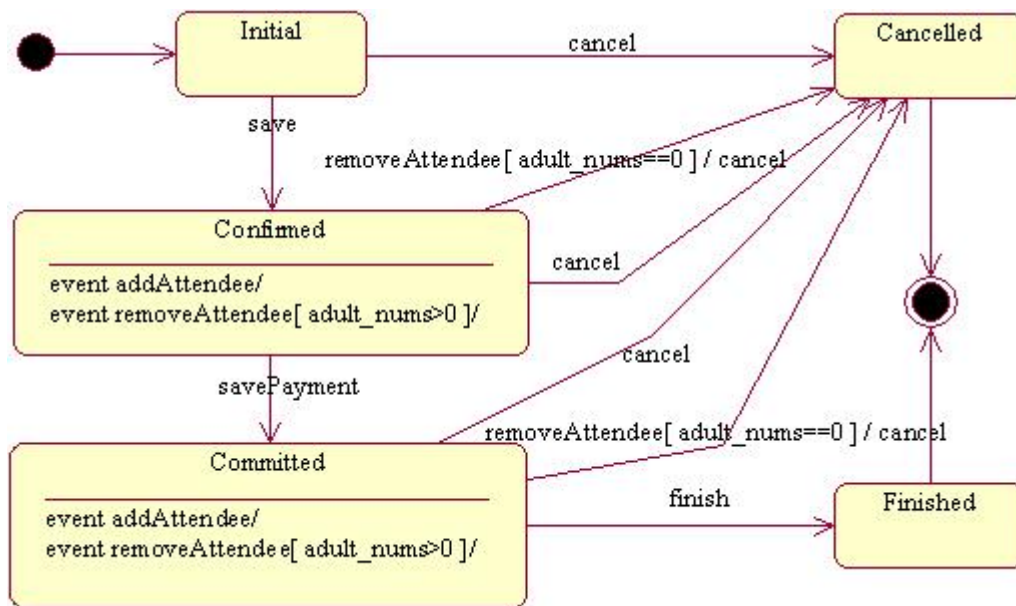 Initial
Cancelled
cancel
save
removeAttendee[ adult_nums==0 ] / cancel
Confirmed
event addAttendee/
event removeAttendee[ adult_nums>0 ]/
cancel
cancel
savePayment
removeAttendee[ adult_nums==0 ] / cancel
Committed
event addAttendee/
event removeAttendee[ adult_nums>0 ]/
finish
Finished